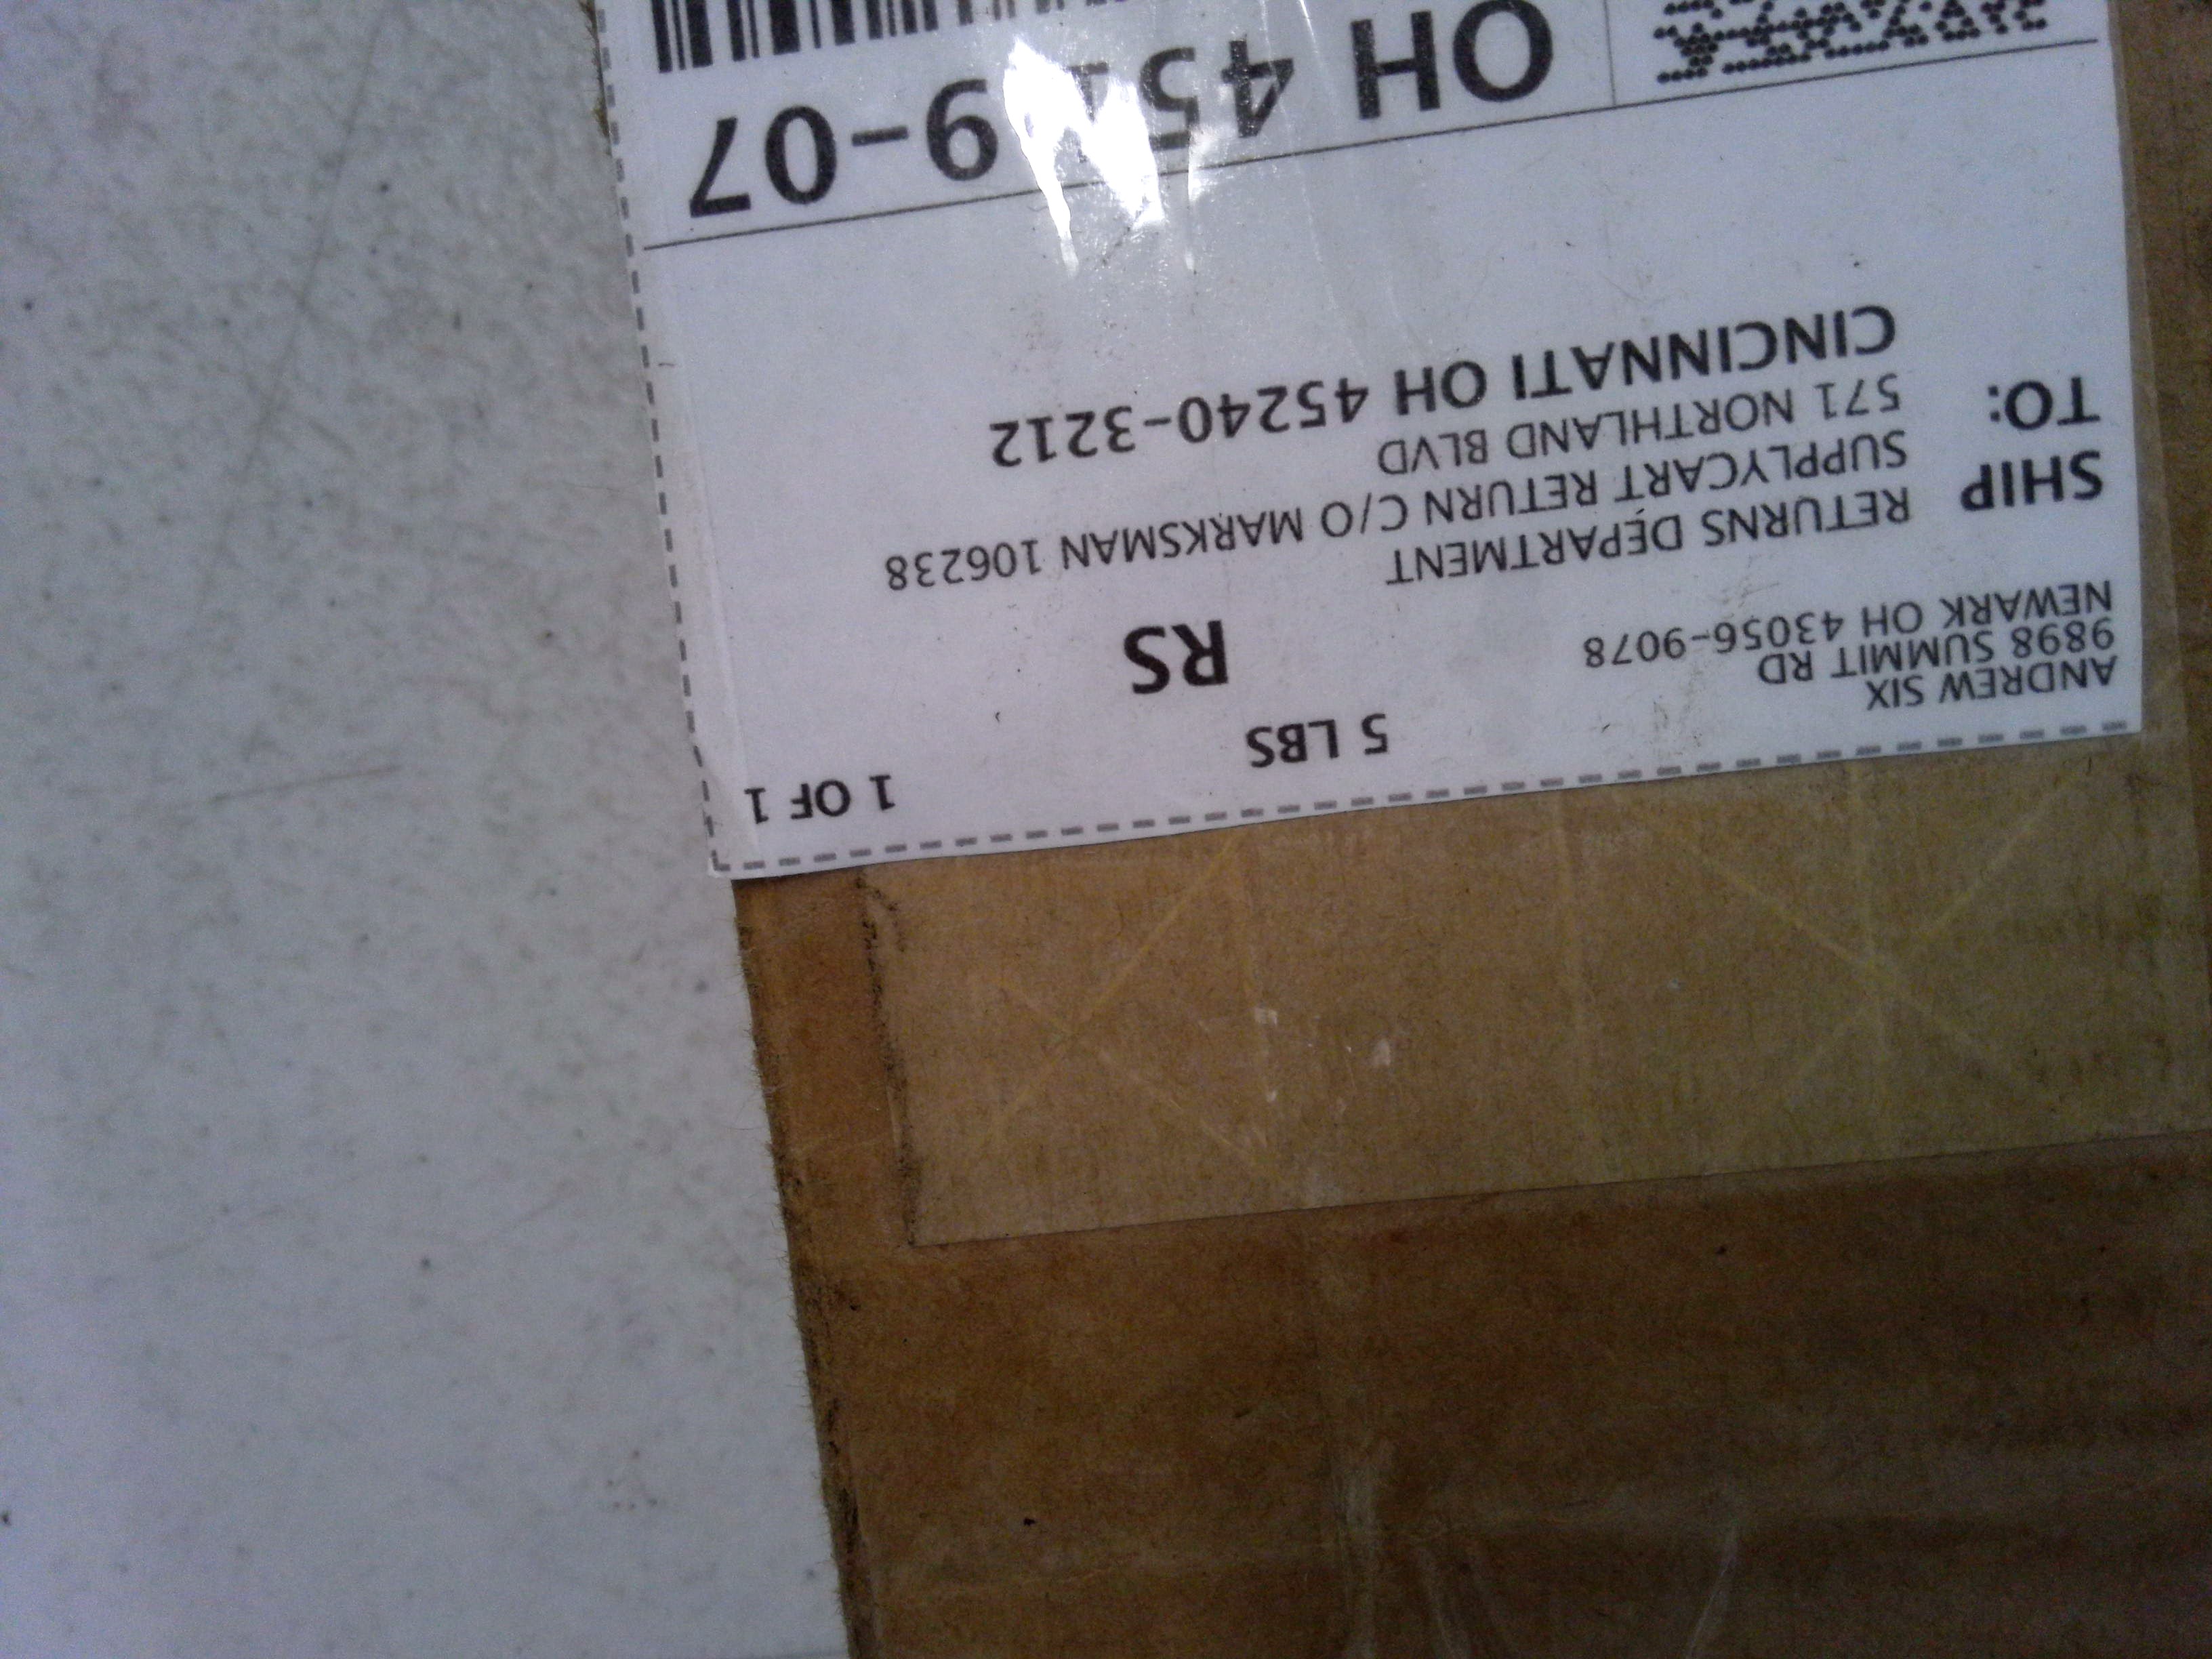 ANDREW SIX
9898 SUMMIT RD
NEWARK OH 43056-9078
5 LBS
1 OF 1
RS
SHIP
TO:
RETURNS DEPARTMENT
SUPPLYCART RETURN C/O MARKSMAN 106238
571 NORTHLAND BLVD
CINCINNATI OH 45240-3212
OH 9-07